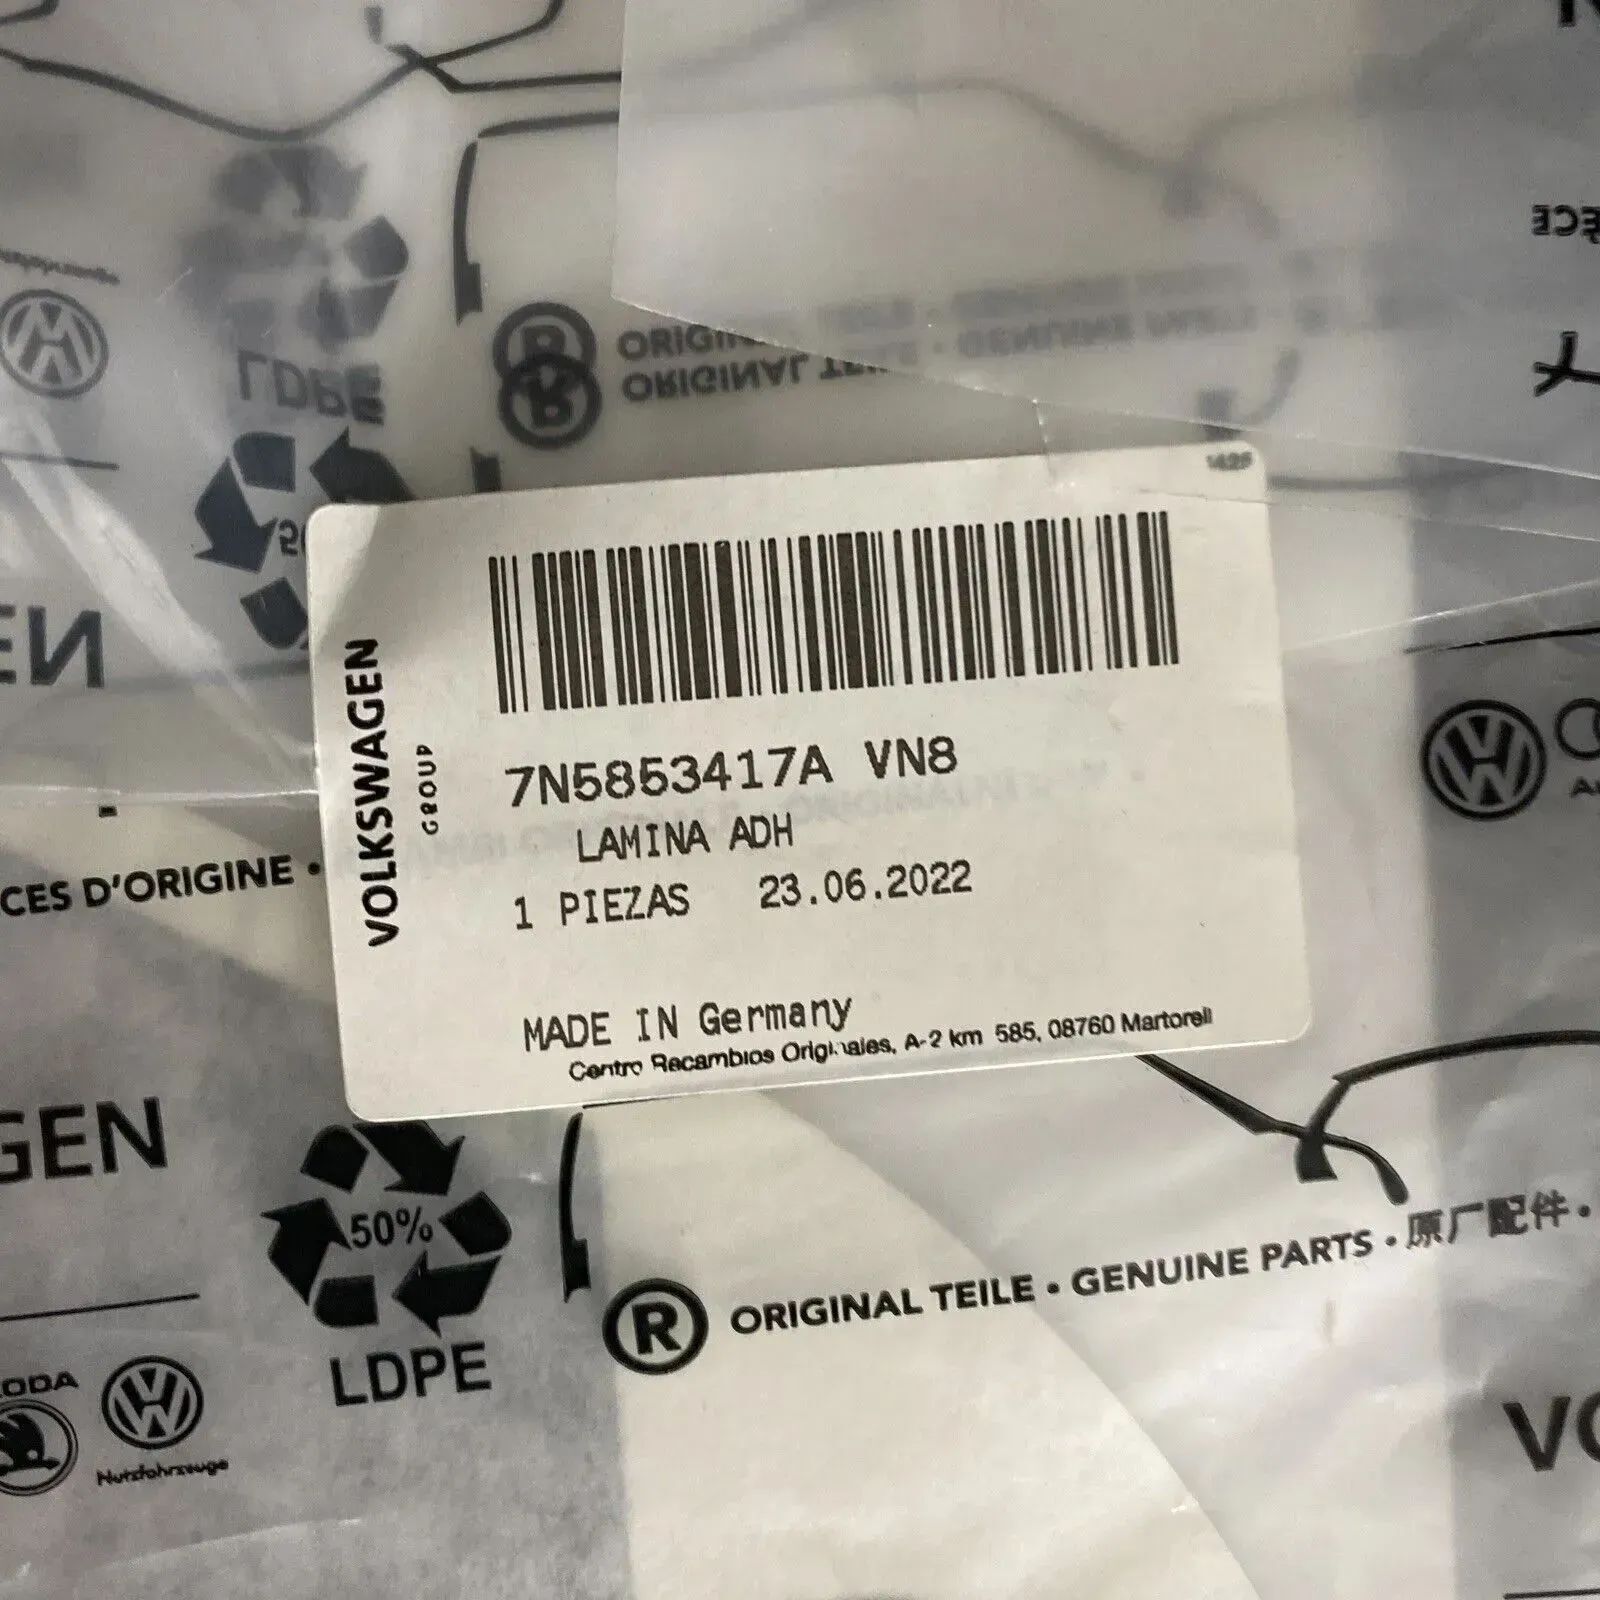 ORIGINAL TEILE
LDPE
1425
VOLKSWAGEN
GROUP
7N5853417A VN8
LAMINA ADH
1 PIEZAS 23.06.2022
MADE IN Germany
Centro Recambios Originales, A-2 km 585, 08760 Martorell
CES D'ORIGINE •
GEN
50%
LDPE
® ORIGINAL TEILE • GENUINE PARTS • 原厂配件 •
ODA
Nutzfahrzeuge
VO